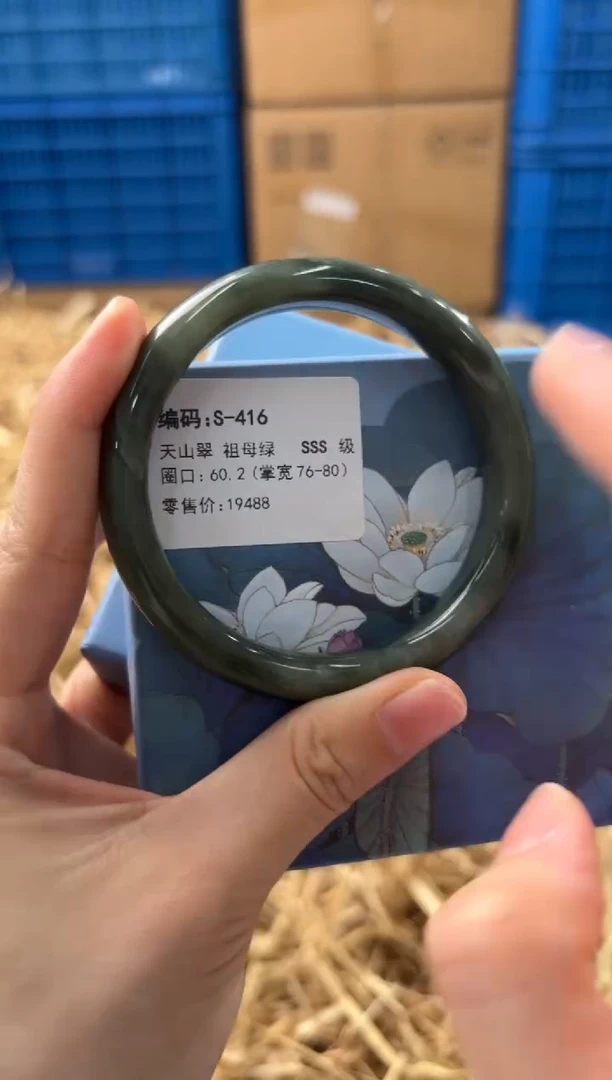 编码:S-416
天山翠 祖母绿 SSS 级
圈口:60.2(掌宽76-80)
零售价:19488